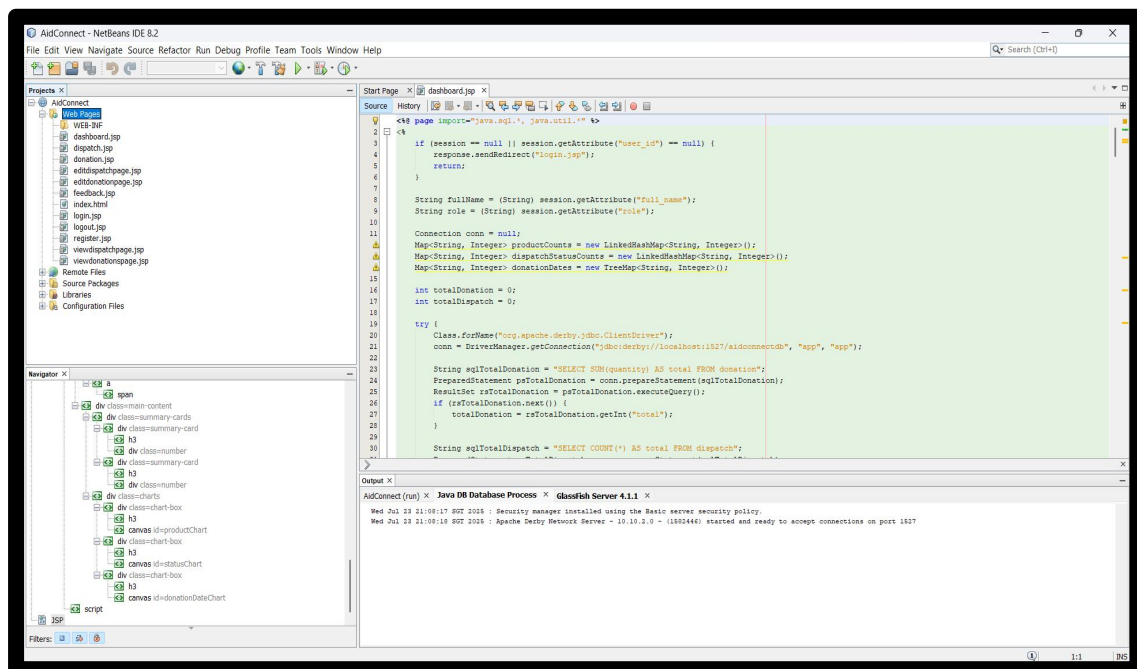 AidConnect - NetBeans IDE 8.2
File Edit View Navigate Source Refactor Run Debug Profile Team Tools Window Help
Search (Ctrl+I)
Projects
AidConnect
Web Pages
WEB-INF
dashboard.jsp
dispatch.jsp
donation.jsp
editdispatchpage.jsp
editdonationpage.jsp
feedback.jsp
index.html
login.jsp
logout.jsp
register.jsp
viewdispatchpage.jsp
viewdonationspage.jsp
Remote Files
Source Packages
Libraries
Configuration Files
Navigator
a
span
div class=main-content
div class=summary-cards
div class=summary-card
h3
div class=number
div class=summary-card
h3
div class=number
div class=charts
div class=chart-box
h3
canvas id=productChart
div class=chart-box
h3
canvas id=statusChart
div class=chart-box
h3
canvas id=donationDateChart
script
JSP
Filters:
Start Page dashboard.jsp
Source History
<%@ page import="java.sql.*, java.util.*" %>
2 <%
3 if (session == null || session.getAttribute("user_id") == null) {
4 response.sendRedirect("login.jsp");
5 return;
6 }
7
8 String fullName = (String) session.getAttribute("full_name");
9 String role = (String) session.getAttribute("role");
10
11 Connection conn = null;
Map<String, Integer> productCounts = new LinkedHashMap<String, Integer>();
Map<String, Integer> dispatchStatusCounts = new LinkedHashMap<String, Integer>();
Map<String, Integer> donationDates = new TreeMap<String, Integer>();
15
16 int totalDonation = 0;
17 int totalDispatch = 0;
18
19 try {
20 Class.forName("org.apache.derby.jdbc.ClientDriver");
21 conn = DriverManager.getConnection("jdbc:derby://localhost:1527/aidconnectdb", "app", "app");
22
23 String sqlTotalDonation = "SELECT SUM(quantity) AS total FROM donation";
24 PreparedStatement psTotalDonation = conn.prepareStatement(sqlTotalDonation);
25 ResultSet rsTotalDonation = psTotalDonation.executeQuery();
26 if (rsTotalDonation.next()) {
27 totalDonation = rsTotalDonation.getInt("total");
28 }
29
30 String sqlTotalDispatch = "SELECT COUNT(*) AS total FROM dispatch";
Output
AidConnect (run) Java DB Database Process GlassFish Server 4.1.1
Wed Jul 23 21:08:17 SGT 2025 : Security manager installed using the Basic server security policy.
Wed Jul 23 21:08:18 SGT 2025 : Apache Derby Network Server - 10.10.2.0 - (1582446) started and ready to accept connections on port 1527
1
1:1
INS